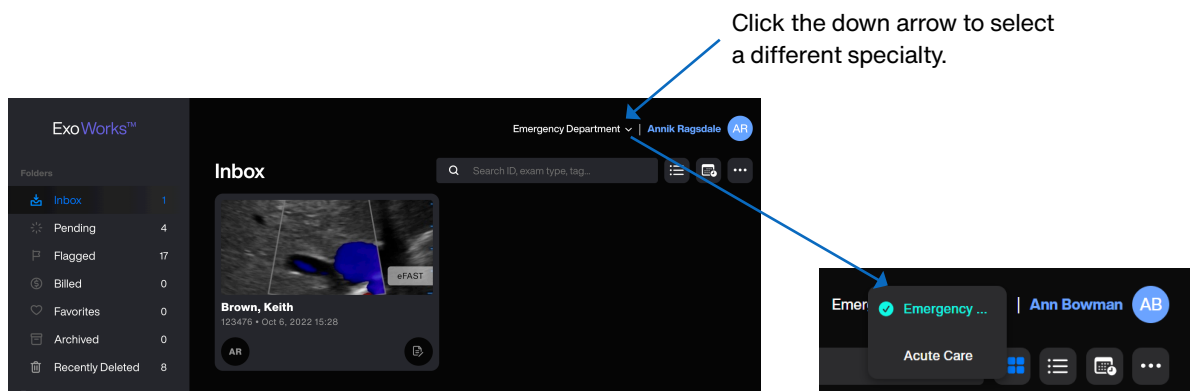 Click the down arrow to select
a different specialty.
ExoWorks™
Emergency Department | Annik Ragsdale AR
Folders
Inbox 1
Pending 4
Flagged 17
Billed 0
Favorites 0
Archived 0
Recently Deleted 8
Inbox
Search ID, exam type, tag...
eFAST
Brown, Keith
123476 • Oct 6, 2022 15:28
AR
Emer
Emergency ...
Acute Care
| Ann Bowman AB